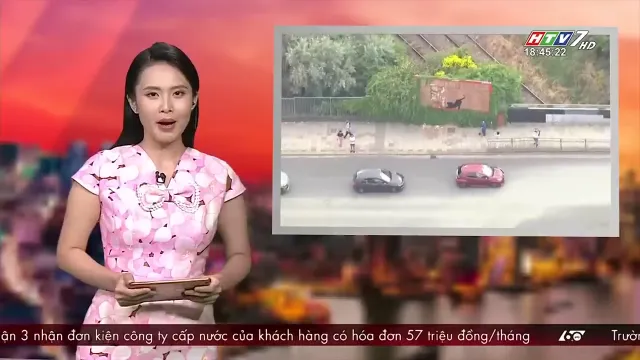 HTV7 HD
18:45.22
ận 3 nhận đơn kiện công ty cấp nước của khách hàng có hóa đơn 57 triệu đồng/tháng
60
Trườ